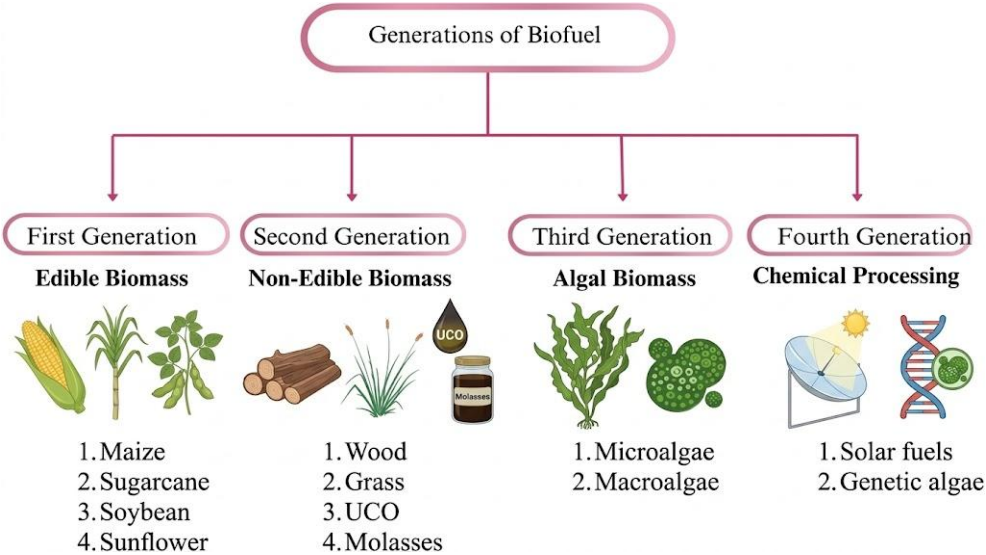 Generations of Biofuel
First Generation
Edible Biomass
1. Maize
2. Sugarcane
3. Soybean
4. Sunflower
Second Generation
Non-Edible Biomass
UCO
Molasses
1. Wood
2. Grass
3. UCO
4. Molasses
Third Generation
Algal Biomass
1. Microalgae
2. Macroalgae
Fourth Generation
Chemical Processing
1. Solar fuels
2. Genetic algae